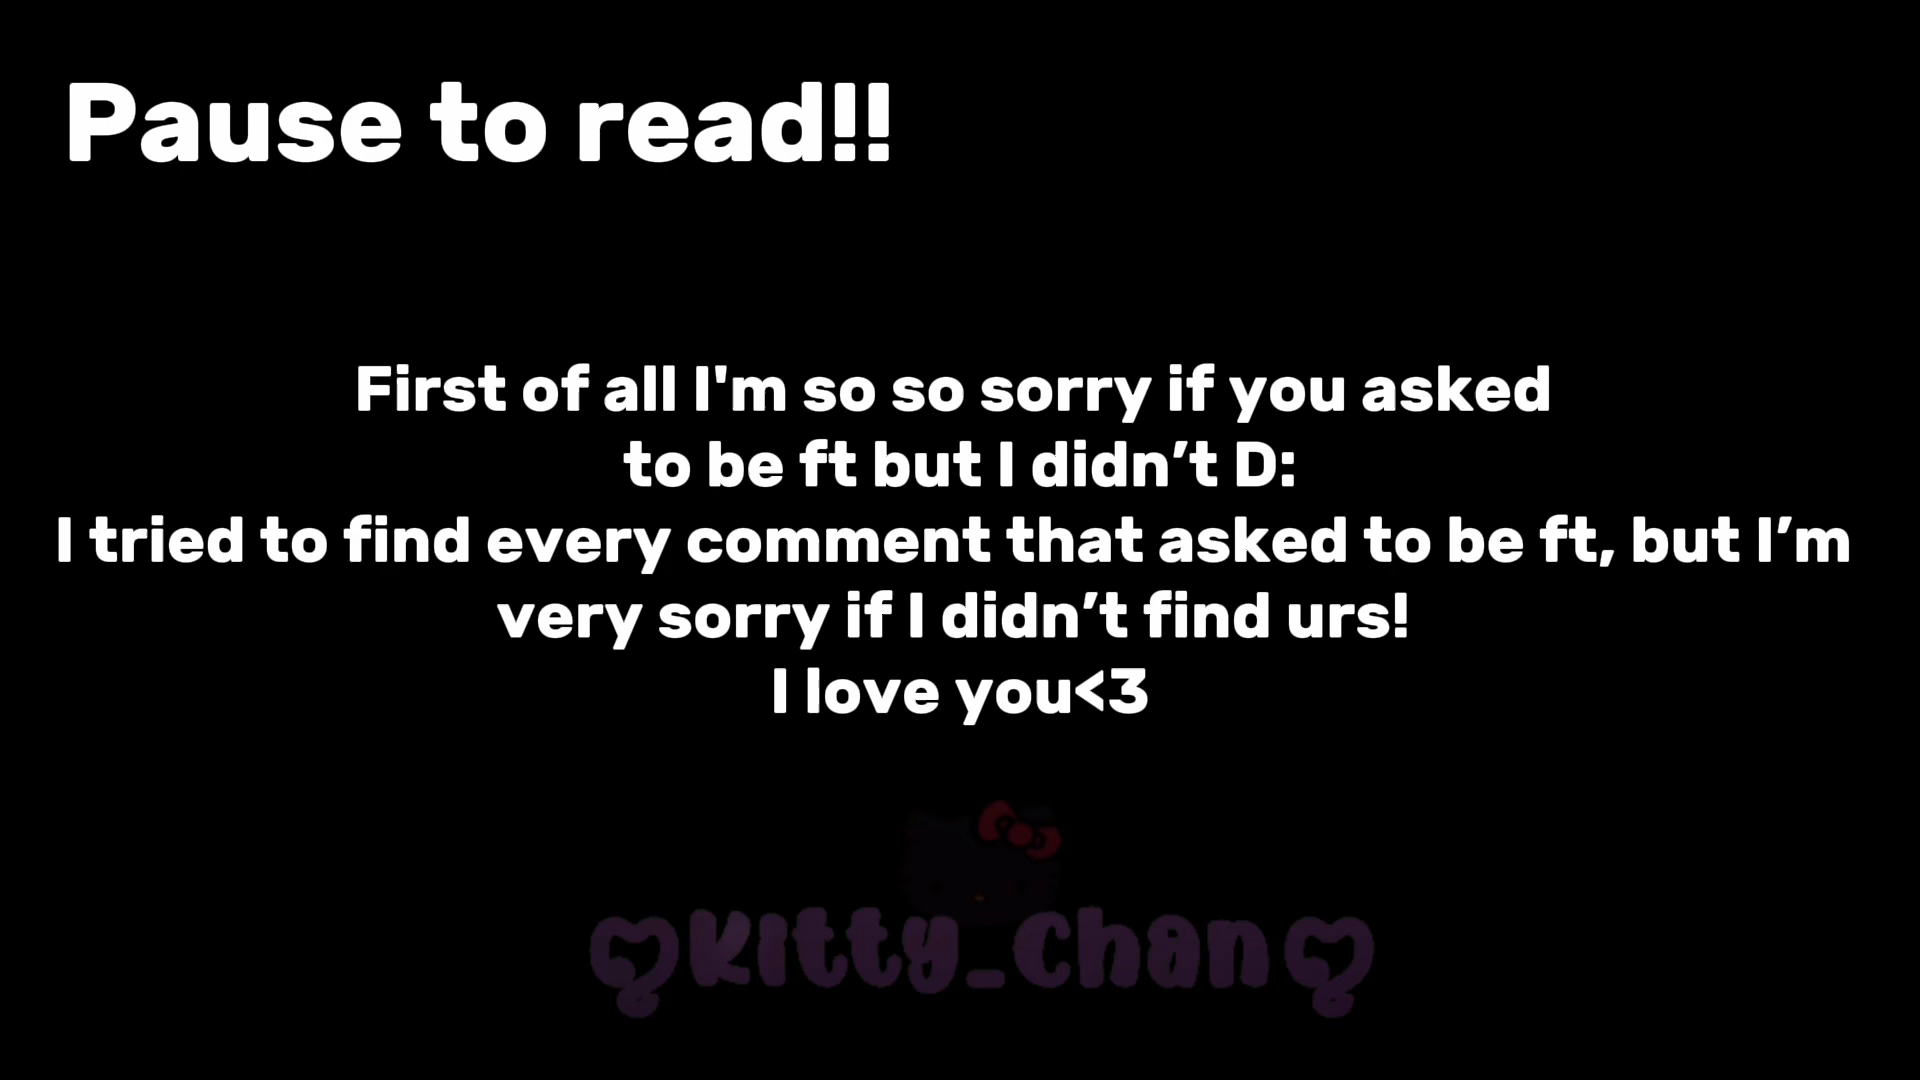 Pause to read!!
First of all I'm so so sorry if you asked
to be ft but I didn’t D:
I tried to find every comment that asked to be ft, but I’m
very sorry if I didn’t find urs!
I love you<3
ღKitty_Chanღ